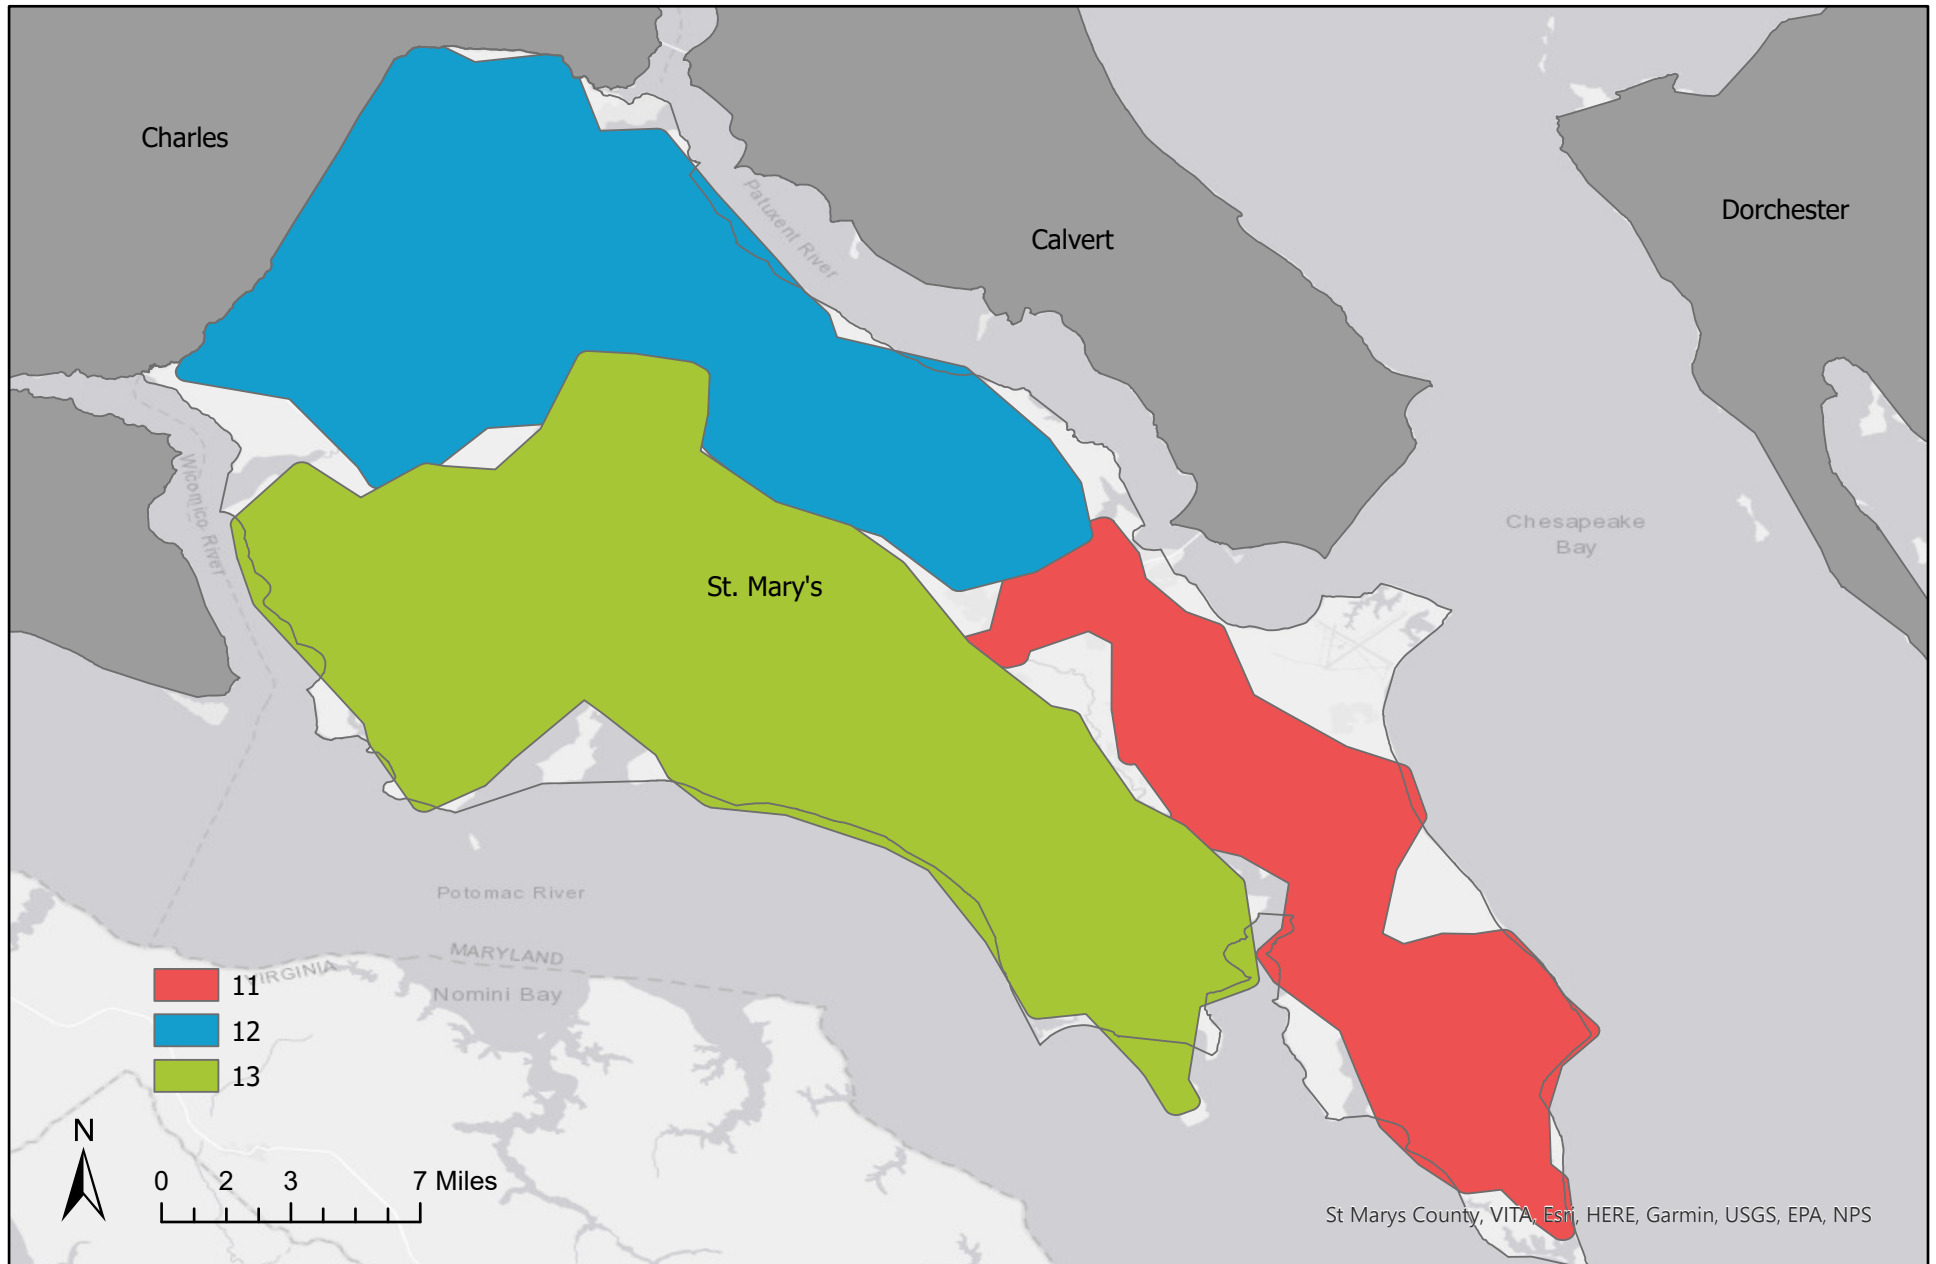 Charles
Dorchester
Calvert
Patuxent River
Wicomico River
Chesapeake
Bay
St. Mary's
Potomac River
MARYLAND
VIRGINIA
Nomini Bay
11
12
13
N
0 2 3 7 Miles
St Marys County, VITA, Esri, HERE, Garmin, USGS, EPA, NPS